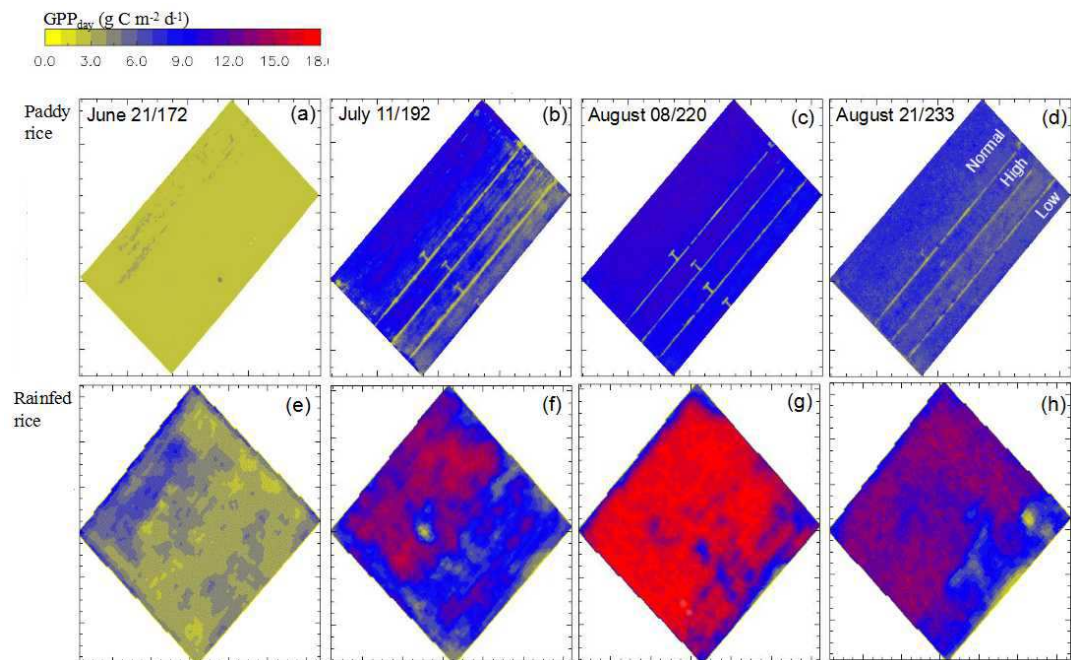 GPPday (g C m-2 d-1)
0.0 3.0 6.0 9.0 12.0 15.0 18.
Paddy rice
June 21/172 (a)
July 11/192 (b)
August 08/220 (c)
August 21/233 (d)
Normal
High
Low
Rainfed rice
(e)
(f)
(g)
(h)